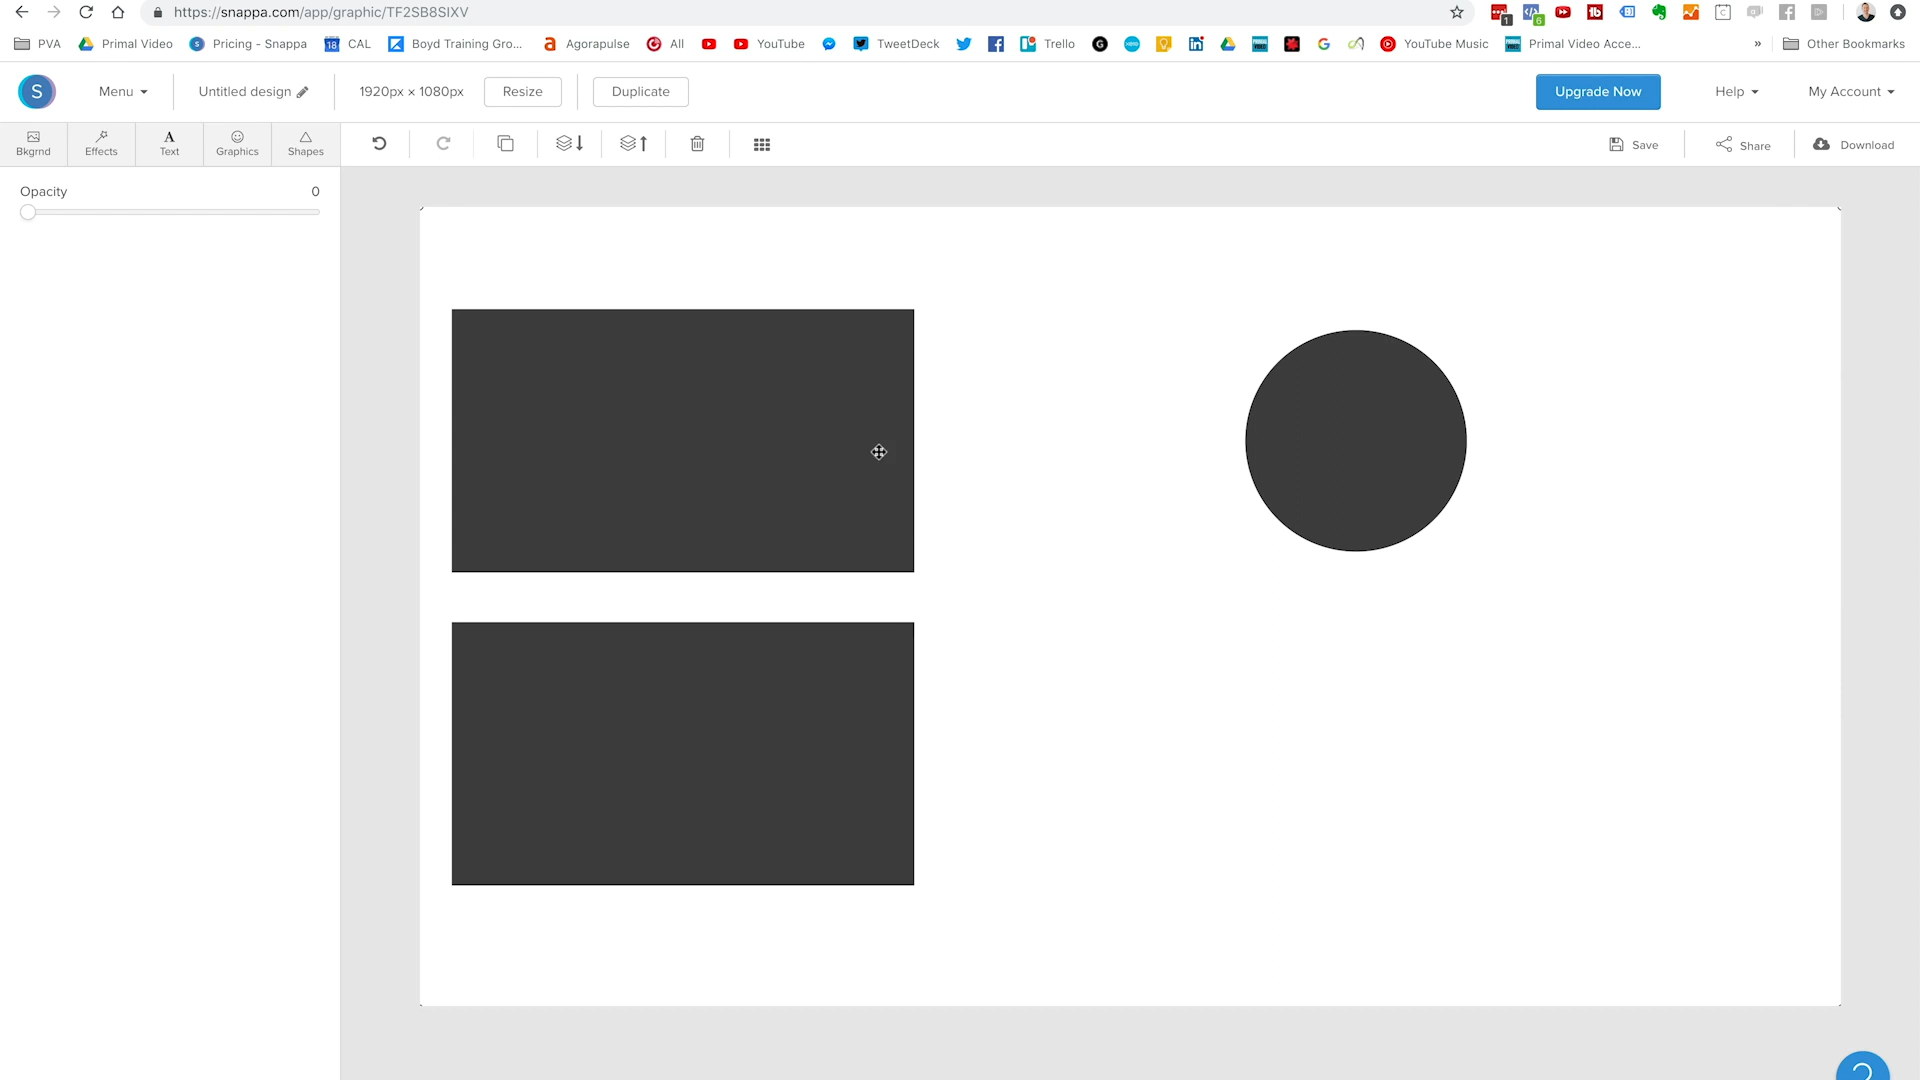 https://snappa.com/app/graphic/TF2SB8SIXV
PVA
Primal Video
Pricing - Snappa
CAL
Boyd Training Gro...
Agorapulse
All
YouTube
TweetDeck
Trello
YouTube Music
Primal Video Acce...
»
Other Bookmarks
S
Menu
Untitled design
1920px × 1080px
Resize
Duplicate
Upgrade Now
Help
My Account
Bkgrnd
Effects
Text
Graphics
Shapes
Save
Share
Download
Opacity
0